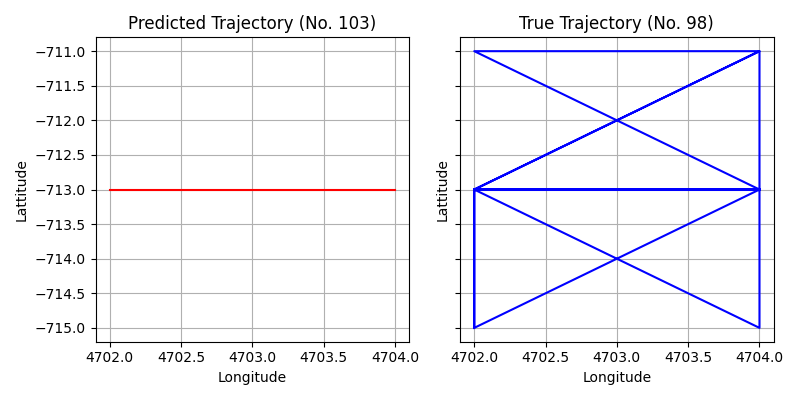 Predicted Trajectory (No. 103)
−711.0
−711.5
−712.0
−712.5
−713.0
−713.5
−714.0
−714.5
−715.0
Lattitude
4702.0 4702.5 4703.0 4703.5 4704.0
Longitude
True Trajectory (No. 98)
Lattitude
4702.0 4702.5 4703.0 4703.5 4704.0
Longitude